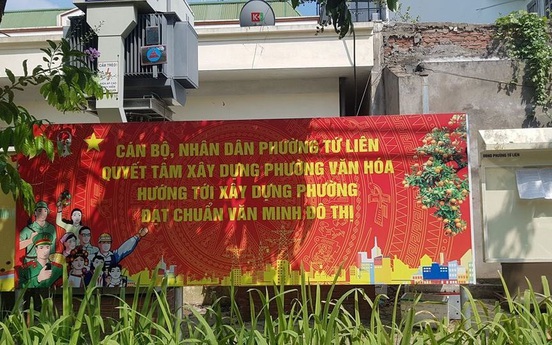 CÁN BỘ, NHÂN DÂN PHƯỜNG TỨ LIÊN
QUYẾT TÂM XÂY DỰNG PHƯỜNG VĂN HÓA
HƯỚNG TỚI XÂY DỰNG PHƯỜNG
ĐẠT CHUẨN VĂN MINH ĐÔ THỊ